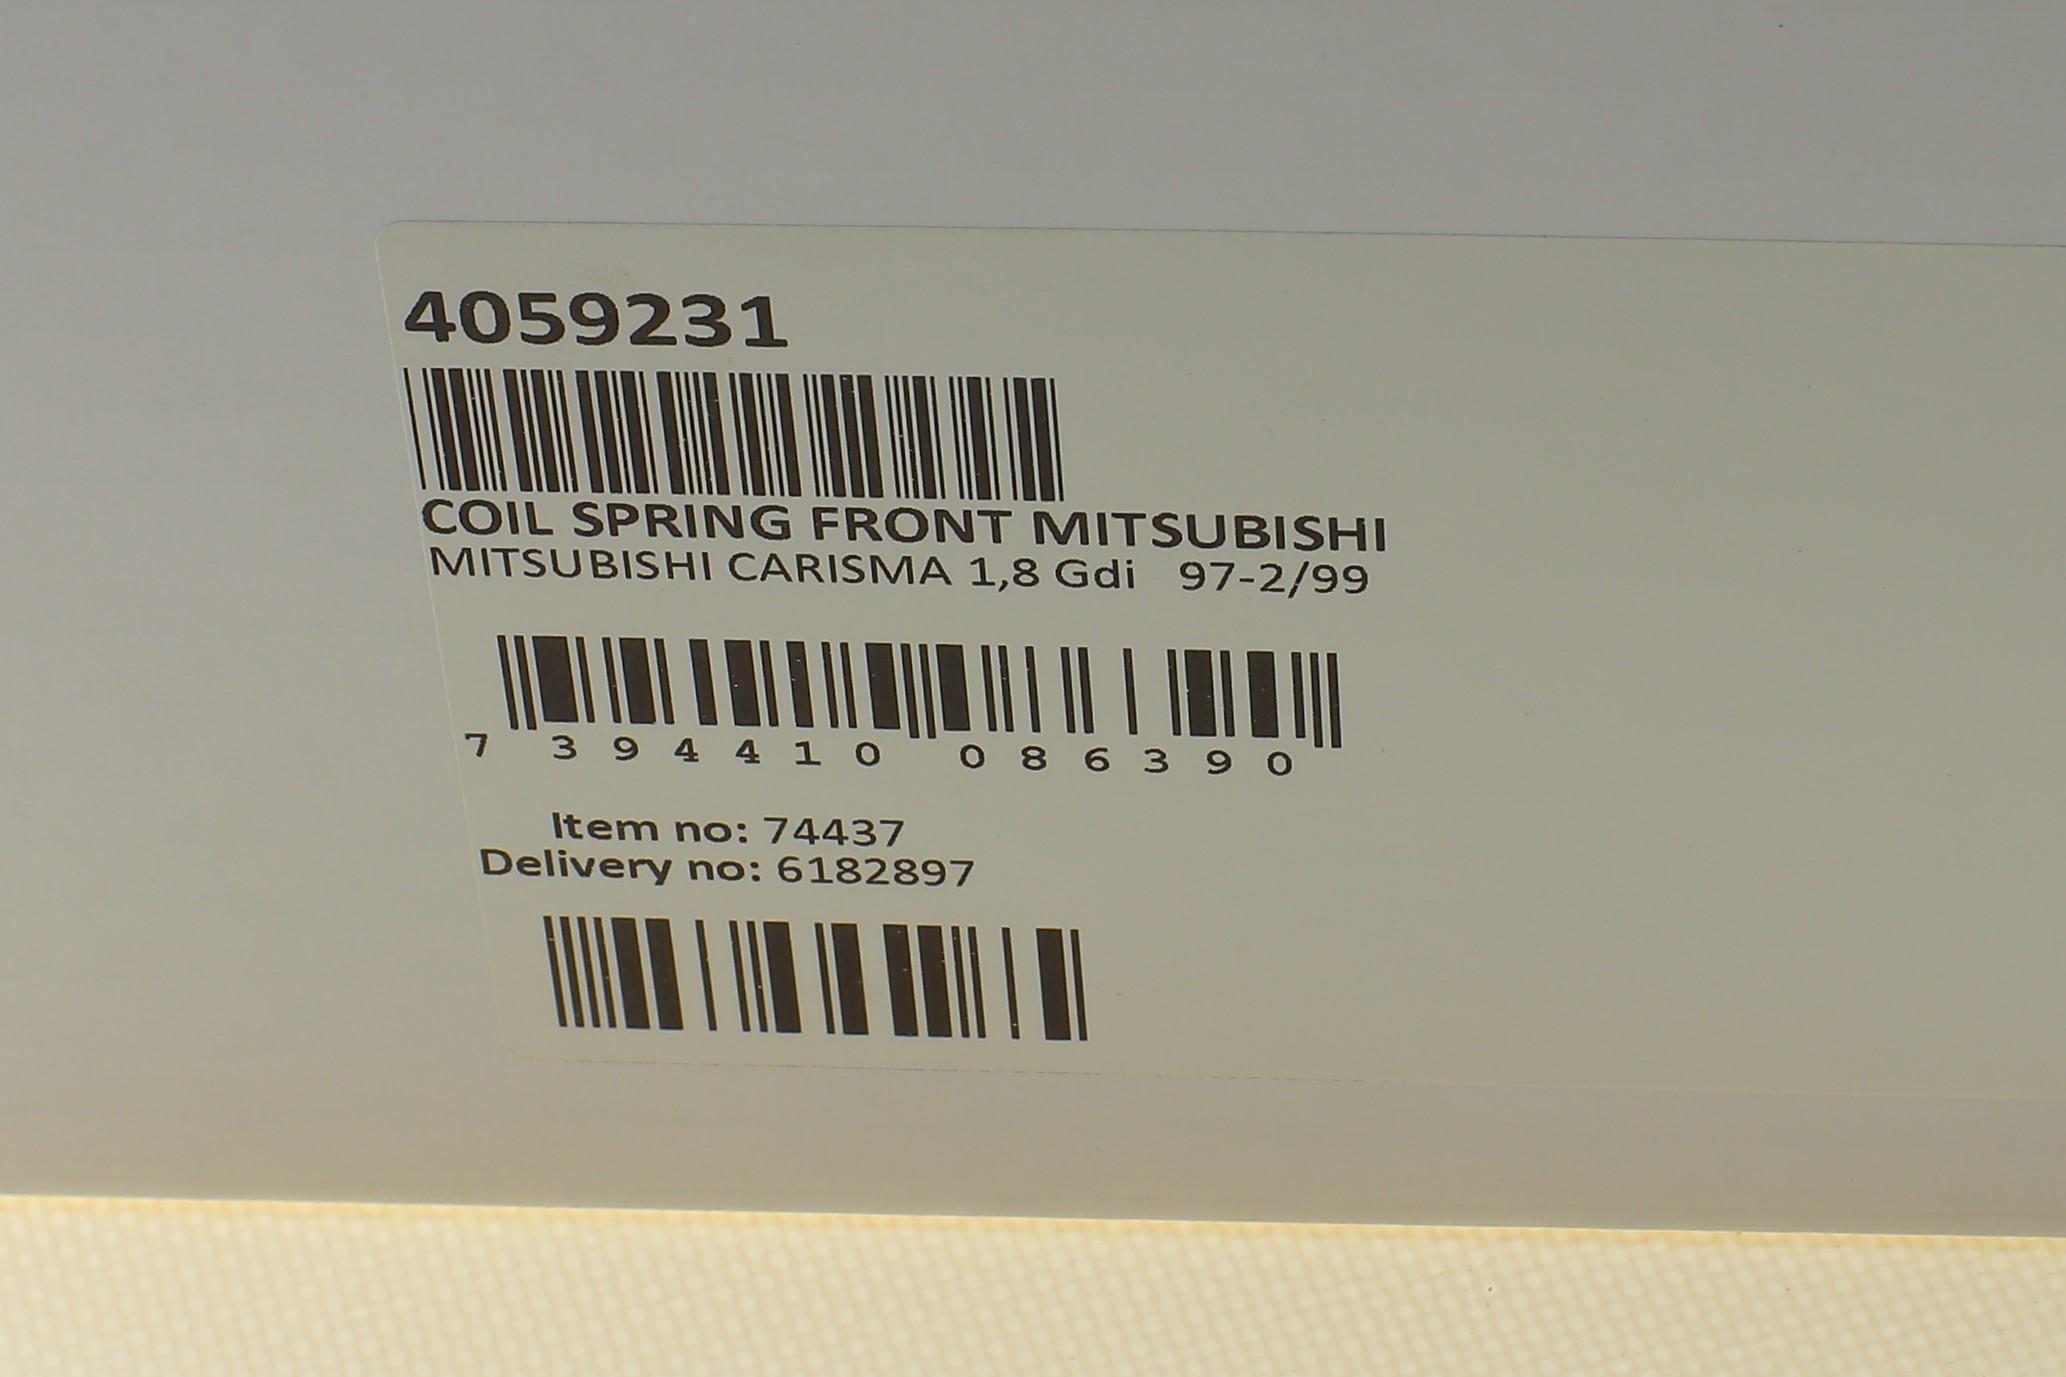 4059231
COIL SPRING FRONT MITSUBISHI
MITSUBISHI CARISMA 1,8 Gdi 97-2/99
7 394410 086390
Item no: 74437
Delivery no: 6182897